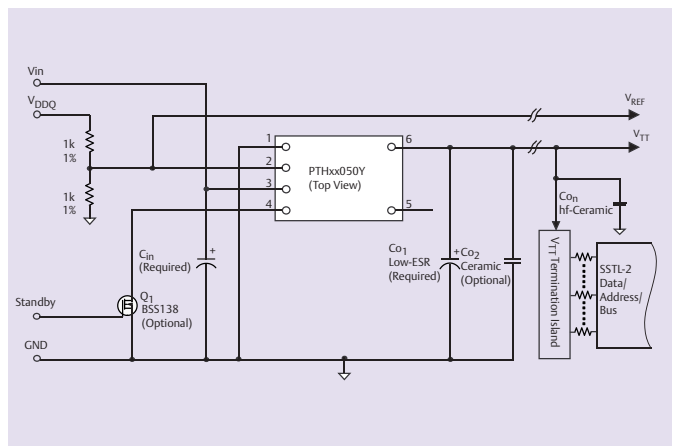 Vin
VDDQ
VREF
VTT
1k
1%
1k
1%
1
2
3
4
6
5
PTHxx050Y
(Top View)
Con
hf-Ceramic
Cin
(Required)
+
Co1
Low-ESR
(Required)
+
Co2
Ceramic
(Optional)
VTT Termination Island
SSTL-2
Data/
Address/
Bus
Standby
Q1
BSS138
(Optional)
GND